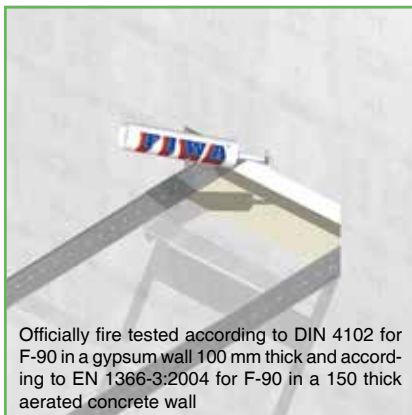 FIWA
Officially fire tested according to DIN 4102 for
F-90 in a gypsum wall 100 mm thick and accord-
ing to EN 1366-3:2004 for F-90 in a 150 thick
aerated concrete wall